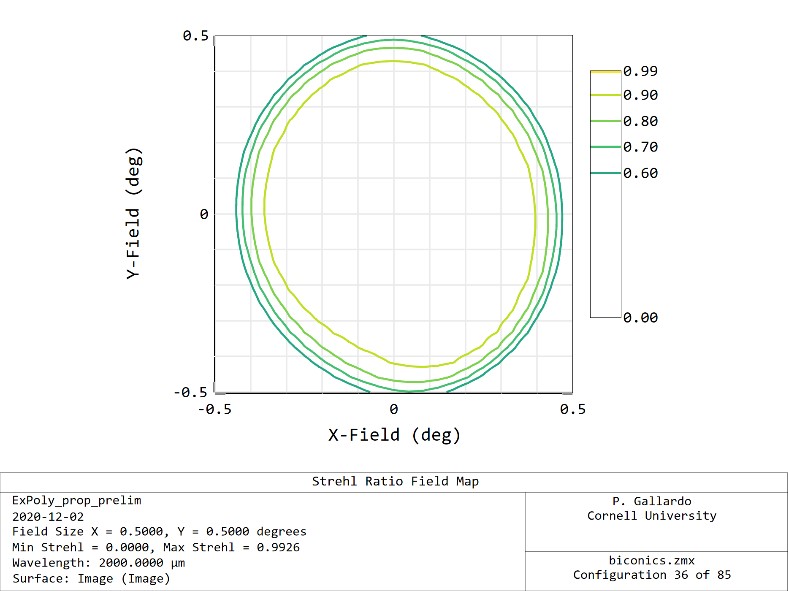 0.5
0
-0.5
Y-Field (deg)
-0.5
0
0.5
X-Field (deg)
0.99
0.90
0.80
0.70
0.60
0.00
Strehl Ratio Field Map
ExPoly_prop_prelim
2020-12-02
Field Size X = 0.5000, Y = 0.5000 degrees
Min Strehl = 0.0000, Max Strehl = 0.9926
Wavelength: 2000.0000 µm
Surface: Image (Image)
P. Gallardo
Cornell University
biconics.zmx
Configuration 36 of 85